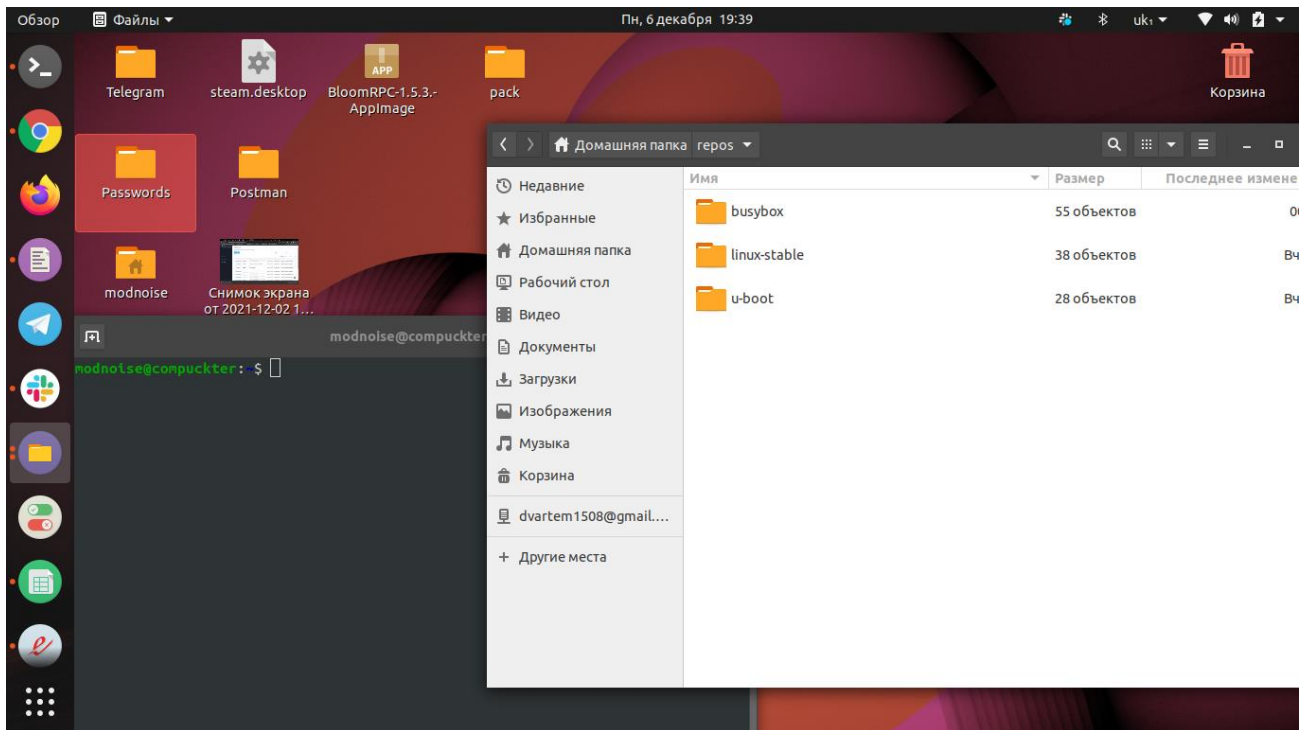 Обзор
Файлы
Пн, 6 декабря 19:39
uk₁
Telegram
steam.desktop
APP
BloomRPC-1.5.3.-
AppImage
pack
Корзина
Passwords
Postman
modnoise
Снимок экрана
от 2021-12-02 1...
modnoise@compuckter
modnoise@compuckter:~$
Домашняя папка
repos
Недавние
Избранные
Домашняя папка
Рабочий стол
Видео
Документы
Загрузки
Изображения
Музыка
Корзина
dvartem1508@gmail....
+ Другие места
Имя
Размер
Последнее измене
busybox
55 объектов
linux-stable
38 объектов
Вч
u-boot
28 объектов
Вч